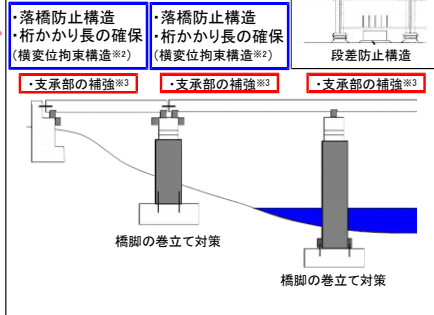 ・落橋防止構造
・桁かかり長の確保
(横変位拘束構造※2)
・落橋防止構造
・桁かかり長の確保
(横変位拘束構造※2)
段差防止構造
・支承部の補強※3
・支承部の補強※3
・支承部の補強※3
橋脚の巻立て対策
橋脚の巻立て対策